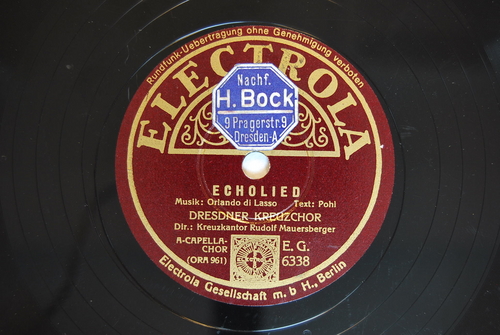 Rundfunk-Uebertragung ohne Genehmigung verboten
ELECTROLA
Nachf.
H. Bock
9 Pragerstr. 9
Dresden-A
ECHOLIED
Musik: Orlando di Lasso Text: Pohl
DRESDNER KREUZCHOR
Dir.: Kreuzkantor Rudolf Mauersberger
A-CAPELLA-
CHOR
(ORA 961)
E. G.
6338
Electrola Gesellschaft m. b H., Berlin